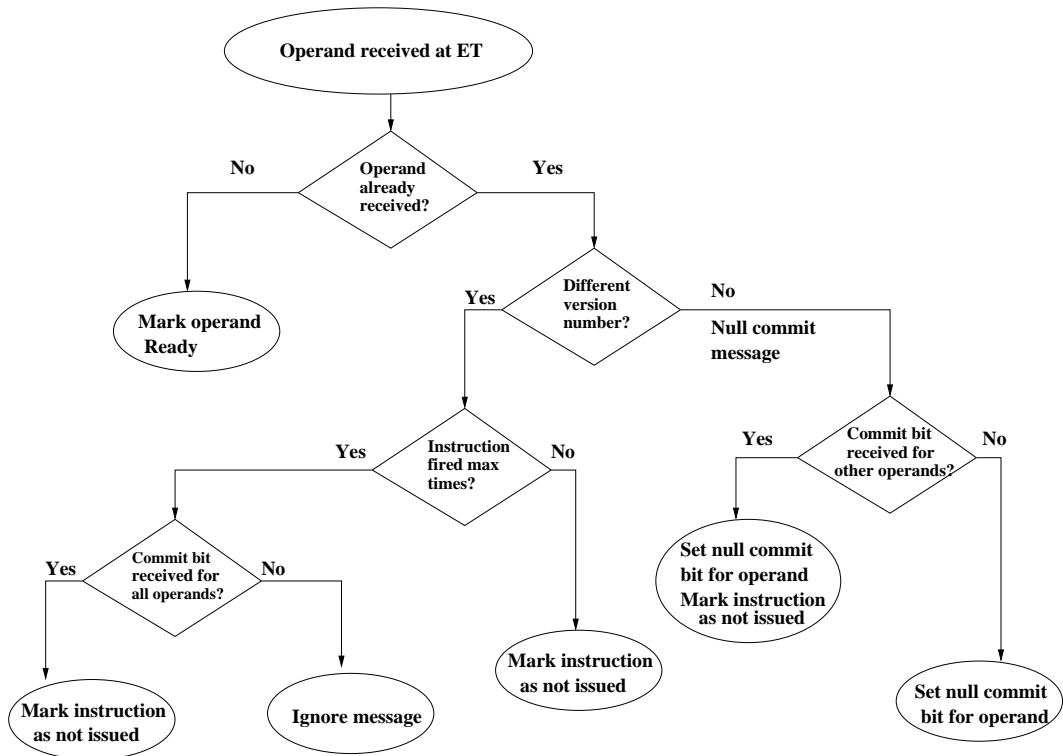 Operand received at ET
No
Operand
already
received?
Yes
Yes
Different
version
number?
No
Null commit
message
Mark operand
Ready
Yes
Instruction
fired max
times?
No
Yes
Commit bit
received for
other operands?
No
Yes
Commit bit
received for
all operands?
No
Set null commit
bit for operand
Mark instruction
as not issued
Mark instruction
as not issued
Ignore message
Mark instruction
as not issued
Set null commit
bit for operand